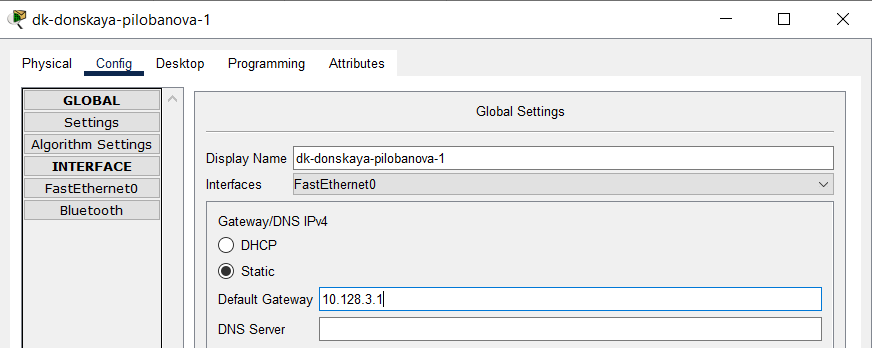 dk-donskaya-pilobanova-1
Physical Config Desktop Programming Attributes
GLOBAL
Settings
Algorithm Settings
INTERFACE
FastEthernet0
Bluetooth
Global Settings
Display Name dk-donskaya-pilobanova-1
Interfaces FastEthernet0
Gateway/DNS IPv4
DHCP
Static
Default Gateway 10.128.3.1
DNS Server